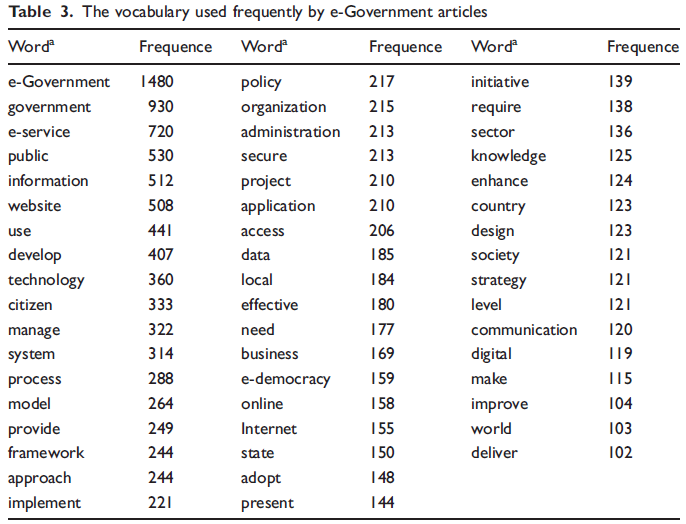 Table 3. The vocabulary used frequently by e-Government articles
Wordᵃ Frequence Wordᵃ Frequence Wordᵃ Frequence
e-Government 1480 policy 217 initiative 139
government 930 organization 215 require 138
e-service 720 administration 213 sector 136
public 530 secure 213 knowledge 125
information 512 project 210 enhance 124
website 508 application 210 country 123
use 441 access 206 design 123
develop 407 data 185 society 121
technology 360 local 184 strategy 121
citizen 333 effective 180 level 121
manage 322 need 177 communication 120
system 314 business 169 digital 119
process 288 e-democracy 159 make 115
model 264 online 158 improve 104
provide 249 Internet 155 world 103
framework 244 state 150 deliver 102
approach 244 adopt 148
implement 221 present 144